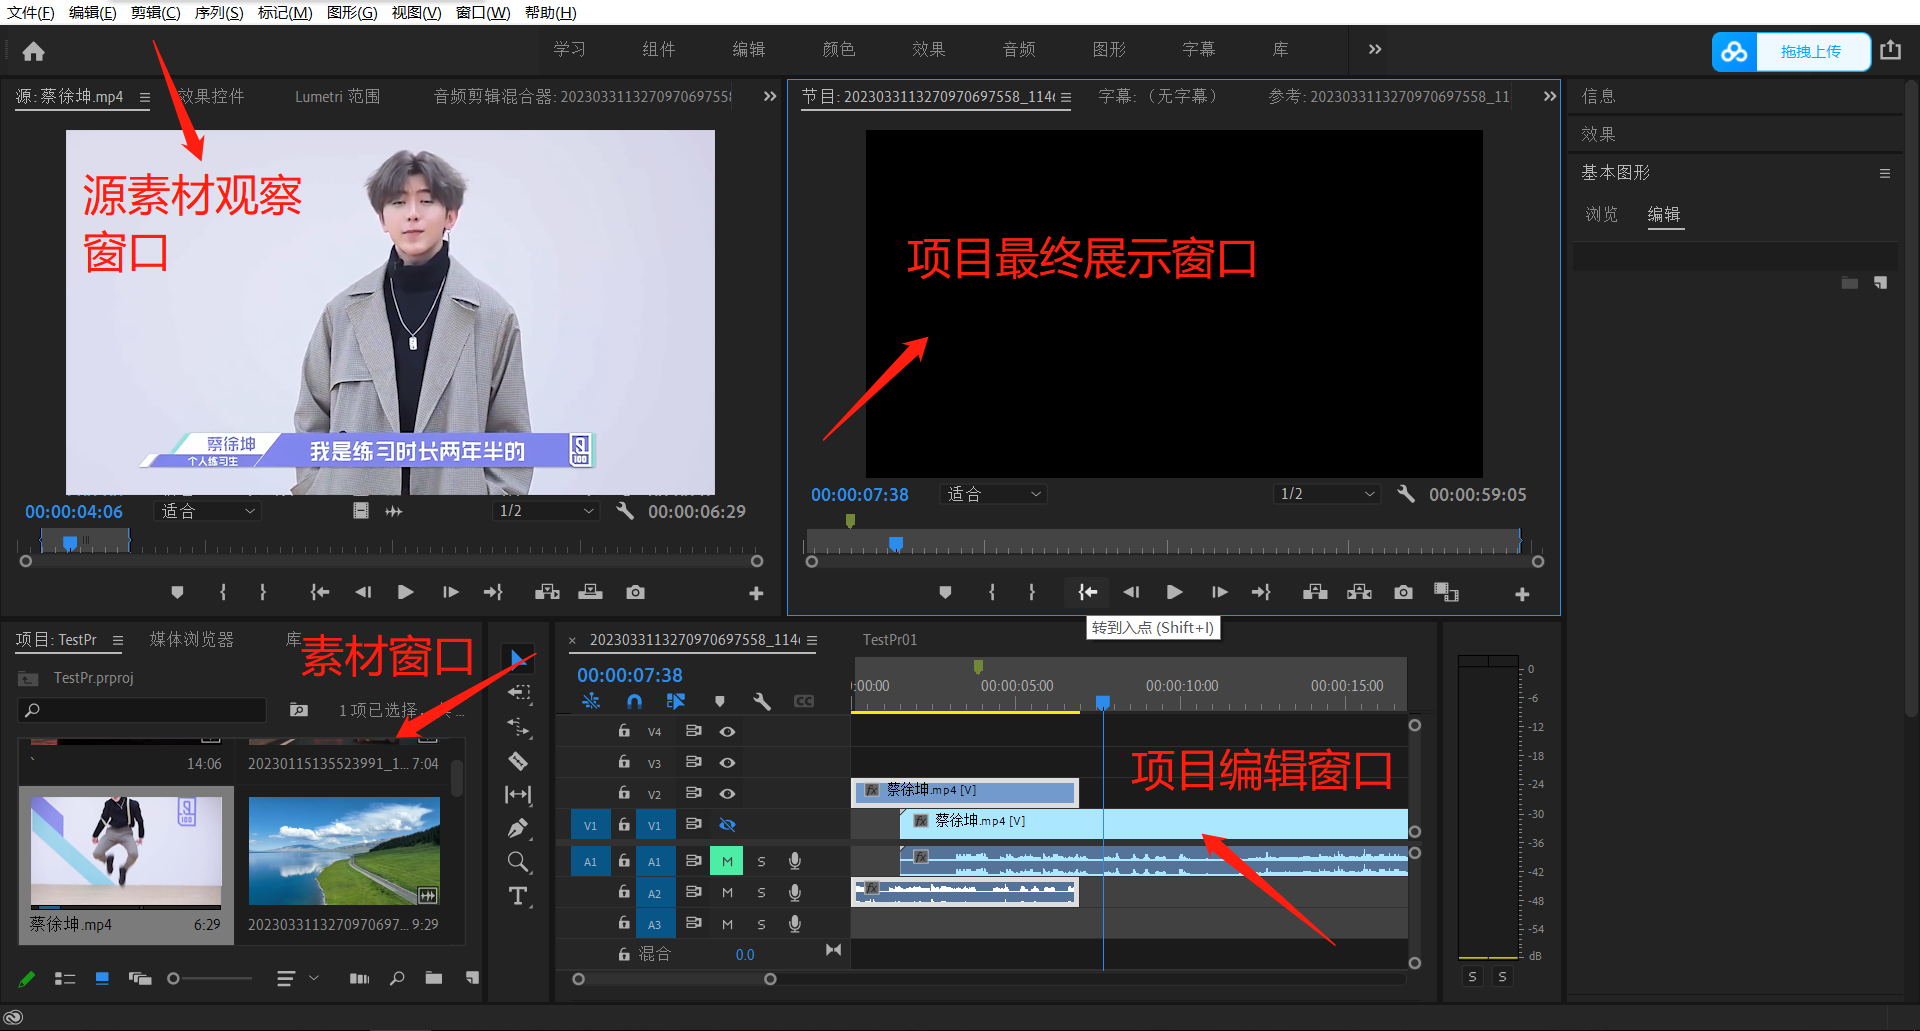 文件(F) 编辑(E) 剪辑(C) 序列(S) 标记(M) 图形(G) 视图(V) 窗口(W) 帮助(H)
学习 组件 编辑 颜色 效果 音频 图形 字幕 库
拖拽上传
源: 蔡徐坤.mp4 效果控件 Lumetri 范围 音频剪辑混合器: 2023033113270970697558
节目: 2023033113270970697558_114 字幕: (无字幕) 参考: 2023033113270970697558_11
信息
效果
基本图形
浏览 编辑
源素材观察
窗口
项目最终展示窗口
蔡徐坤
个人练习生
我是练习时长两年半的
100
00:00:04:06 适合 1/2 00:00:06:29
00:00:07:38 适合 1/2 00:00:59:05
转到入点 (Shift+I)
项目: TestPr 媒体浏览器 库
素材窗口
TestPr.prproj
1 项已选择
14:06
20230115135523991_1... 7:04
蔡徐坤.mp4 6:29
2023033113270970697... 9:29
× 2023033113270970697558_114 TestPr01
00:00:07:38
:00:00 00:00:05:00 00:00:10:00 00:00:15:00
项目编辑窗口
V4
V3
V2 fx 蔡徐坤.mp4 [V]
V1 V1 fx 蔡徐坤.mp4 [V]
A1 A1 M S fx
A2 M S fx
A3 M S
混合 0.0
0
-6
-12
-18
-24
-30
-36
-42
-48
-54
dB
S S